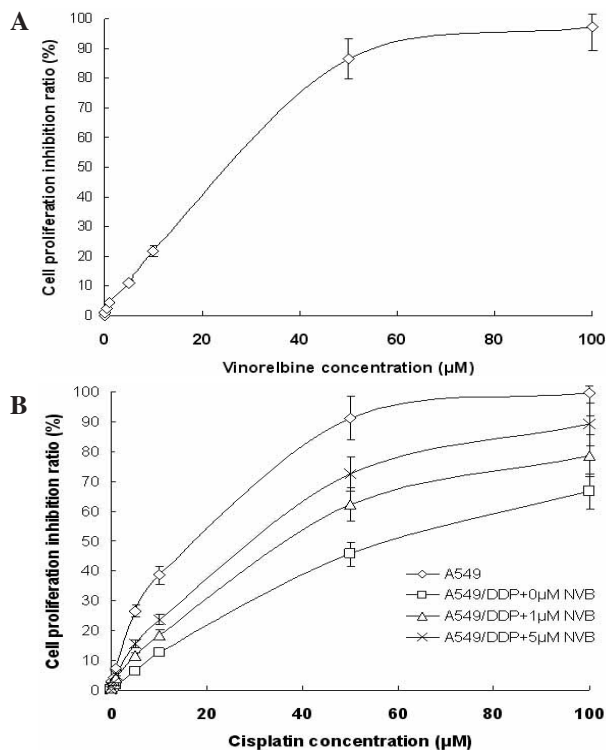 A
Cell proliferation inhibition ratio (%)
100
90
80
70
60
50
40
30
20
10
0
0 20 40 60 80 100
Vinorelbine concentration (µM)
B
Cell proliferation inhibition ratio (%)
100
90
80
70
60
50
40
30
20
10
0
A549
A549/DDP+0µM NVB
A549/DDP+1µM NVB
A549/DDP+5µM NVB
0 20 40 60 80 100
Cisplatin concentration (µM)